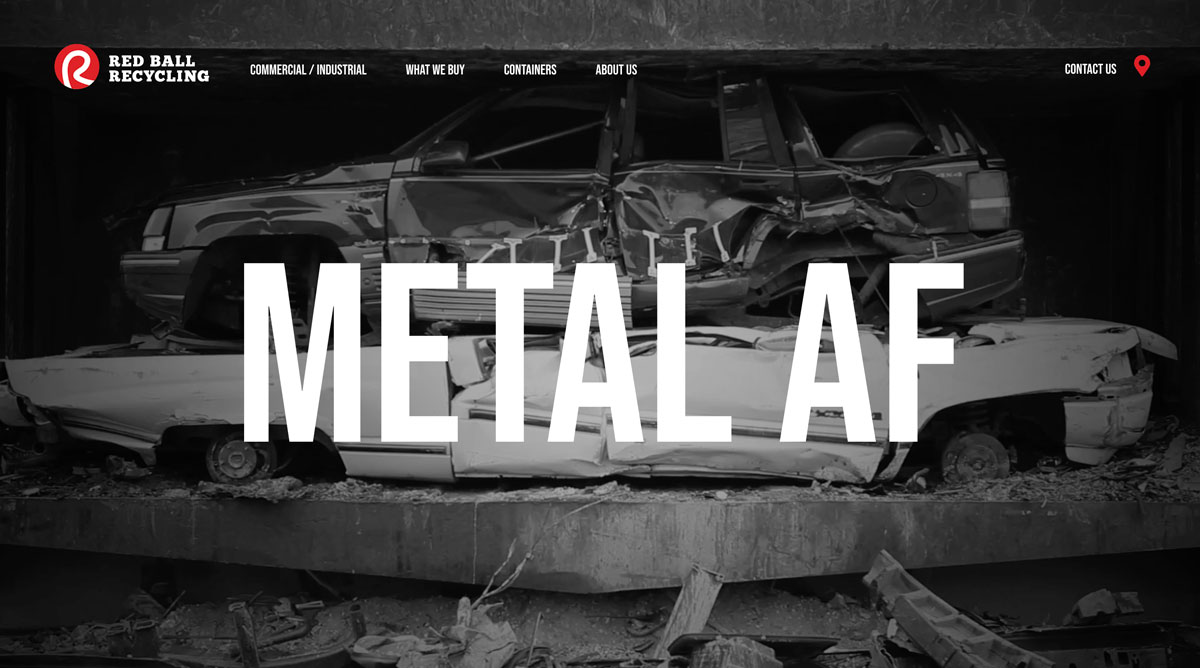 RED BALL
RECYCLING
COMMERCIAL / INDUSTRIAL
WHAT WE BUY
CONTAINERS
ABOUT US
CONTACT US
METAL AF